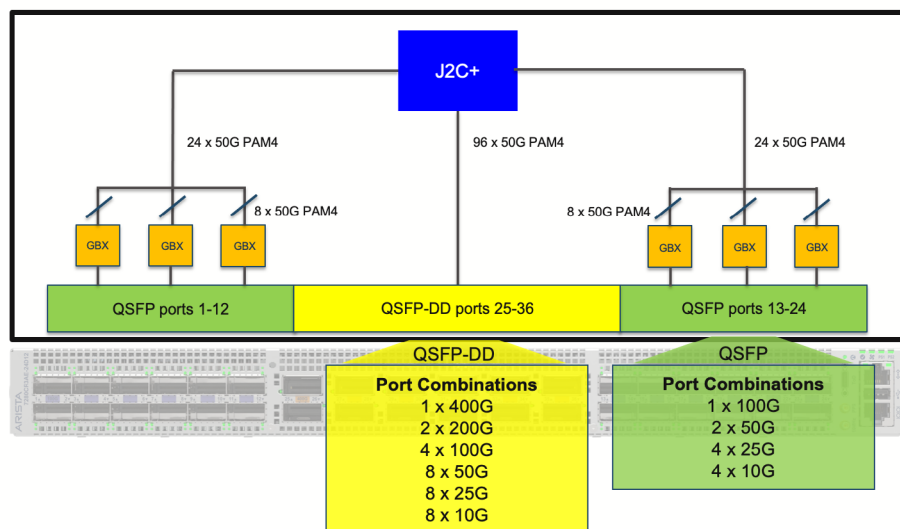 J2C+
24 x 50G PAM4
96 x 50G PAM4
24 x 50G PAM4
8 x 50G PAM4
8 x 50G PAM4
GBX
GBX
GBX
GBX
GBX
GBX
QSFP ports 1-12
QSFP-DD ports 25-36
QSFP ports 13-24
ARISTA
QSFP-DD
Port Combinations
1 x 400G
2 x 200G
4 x 100G
8 x 50G
8 x 25G
8 x 10G
QSFP
Port Combinations
1 x 100G
2 x 50G
4 x 25G
4 x 10G